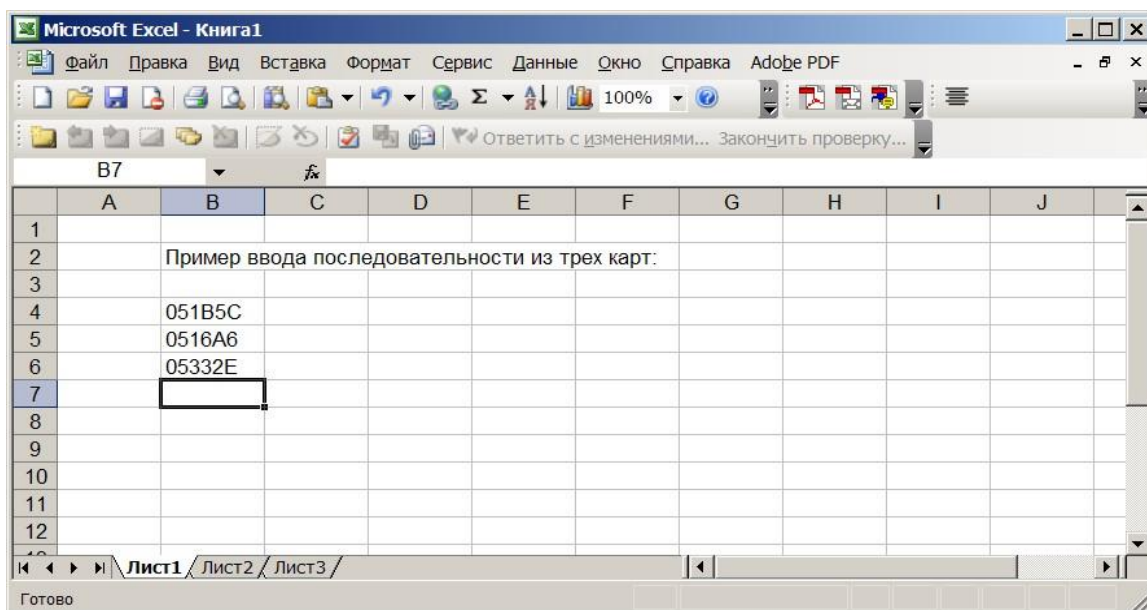 Microsoft Excel - Книга1
Файл Правка Вид Вставка Формат Сервис Данные Окно Справка Adobe PDF
100%
Ответить с изменениями... Закончить проверку...
B7 fx
A B C D E F G H I J
1
2 Пример ввода последовательности из трех карт:
3
4 051B5C
5 0516A6
6 05332E
7
8
9
10
11
12
Лист1 Лист2 Лист3
Готово